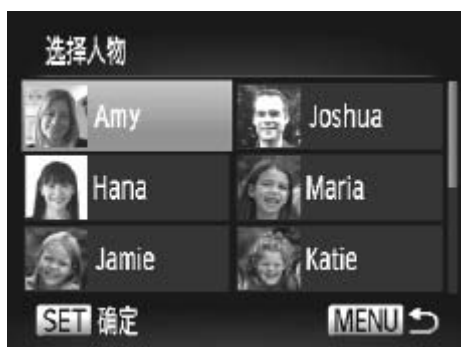 选择人物
Amy Joshua
Hana Maria
Jamie Katie
SET 确定 MENU